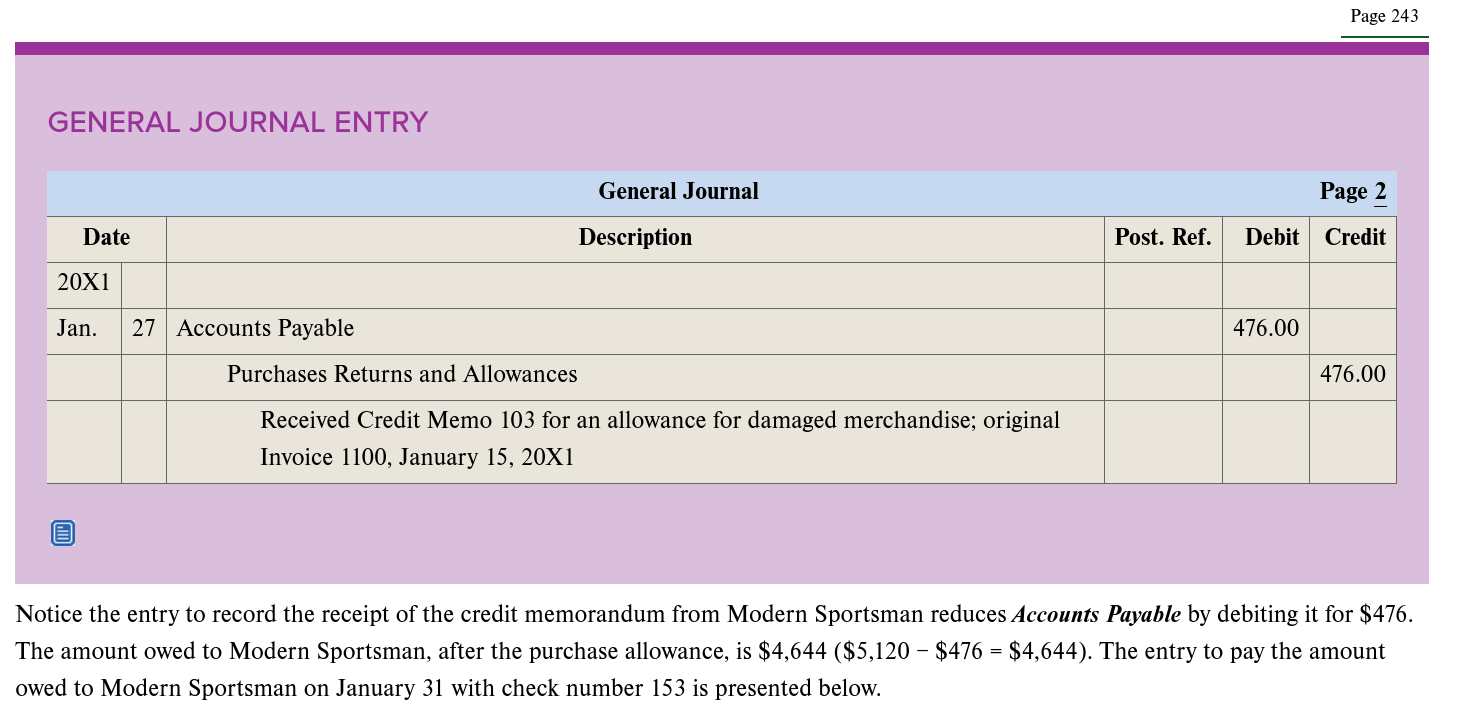 Page 243
GENERAL JOURNAL ENTRY
General Journal Page 2
Date Description Post. Ref. Debit Credit
20X1
Jan. 27 Accounts Payable 476.00
Purchases Returns and Allowances 476.00
Received Credit Memo 103 for an allowance for damaged merchandise; original
Invoice 1100, January 15, 20X1
Notice the entry to record the receipt of the credit memorandum from Modern Sportsman reduces Accounts Payable by debiting it for $476.
The amount owed to Modern Sportsman, after the purchase allowance, is $4,644 ($5,120 − $476 = $4,644). The entry to pay the amount
owed to Modern Sportsman on January 31 with check number 153 is presented below.